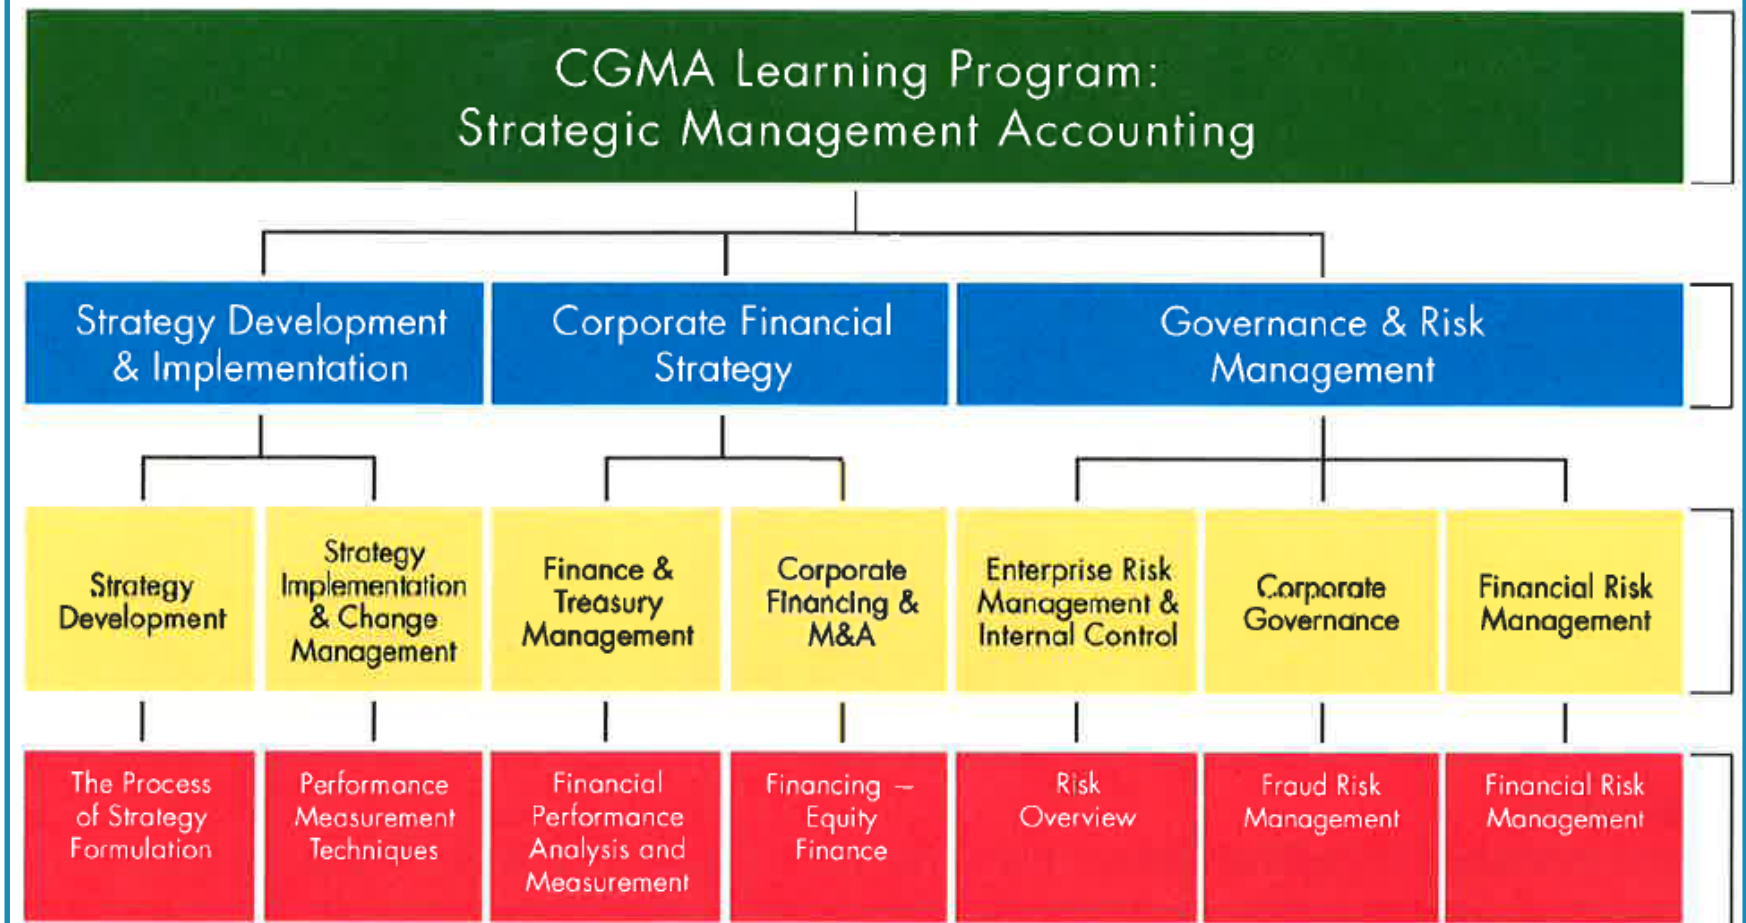 CGMA Learning Program:
Strategic Management Accounting
Strategy Development
& Implementation
Corporate Financial
Strategy
Governance & Risk
Management
Strategy
Development
Strategy
Implementation
& Change
Management
Finance &
Treasury
Management
Corporate
Financing &
M&A
Enterprise Risk
Management &
Internal Control
Corporate
Governance
Financial Risk
Management
The Process
of Strategy
Formulation
Performance
Measurement
Techniques
Financial
Performance
Analysis and
Measurement
Financing –
Equity
Finance
Risk
Overview
Fraud Risk
Management
Financial Risk
Management